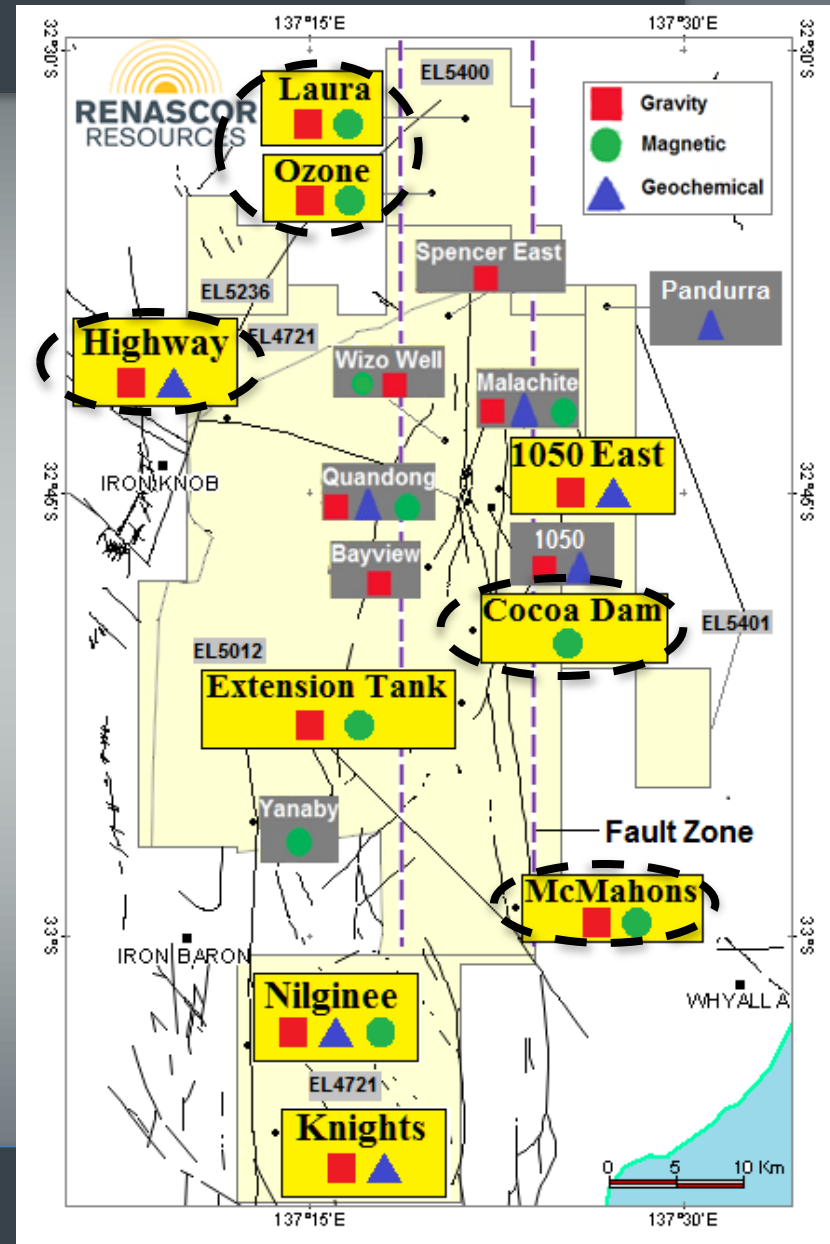 137°15'E
137°30'E
32°30'S
32°30'S
RENASCOR
RESOURCES
Laura
EL5400
Gravity
Magnetic
Geochemical
Ozone
Spencer East
EL5236
Pandurra
EL4721
Highway
Wizo Well
Malachite
1050 East
IRON KNOB
32°45'S
32°45'S
Quandong
1050
Bayview
Cocoa Dam
EL5401
EL5012
Extension Tank
Yanaby
Fault Zone
McMahons
33°S
33°S
IRON BARON
Nilginee
WHYALLA
EL4721
Knights
0 5 10 Km
137°15'E
137°30'E